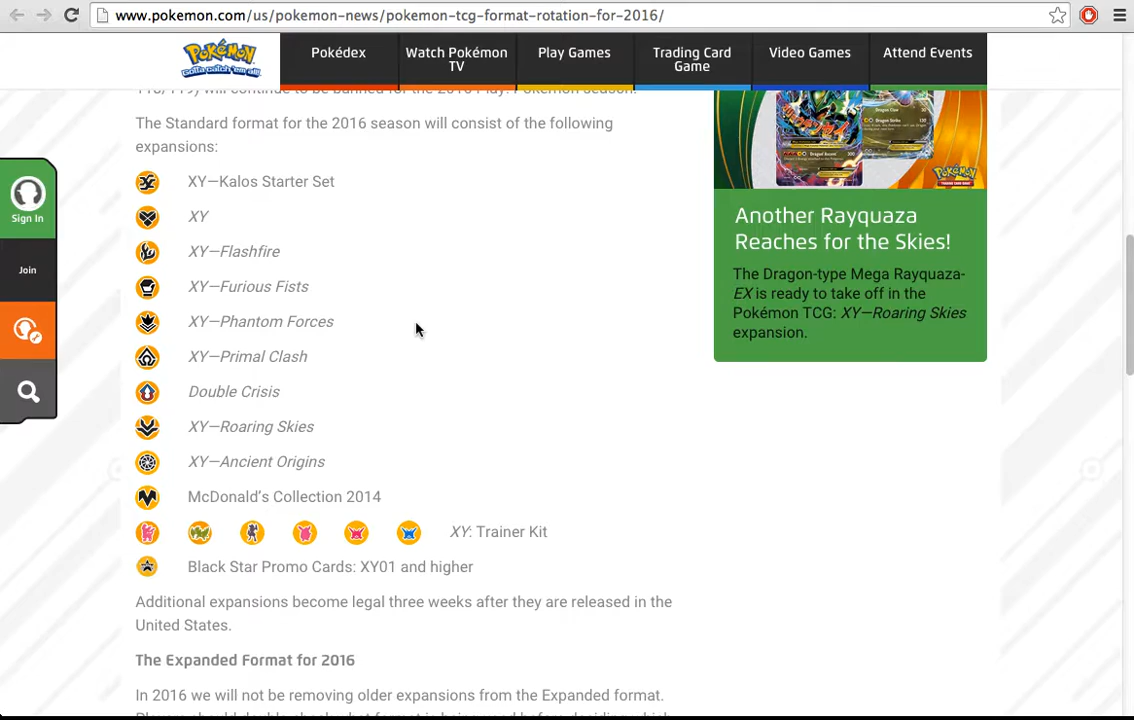 www.pokemon.com/us/pokemon-news/pokemon-tcg-format-rotation-for-2016/
Pokémon
Gotta catch 'em all!
Pokédex
Watch Pokémon
TV
Play Games
Trading Card
Game
Video Games
Attend Events
The Standard format for the 2016 season will consist of the following
expansions:
XY—Kalos Starter Set
XY
XY—Flashfire
XY—Furious Fists
XY—Phantom Forces
XY—Primal Clash
Double Crisis
XY—Roaring Skies
XY—Ancient Origins
McDonald's Collection 2014
XY: Trainer Kit
Black Star Promo Cards: XY01 and higher
Additional expansions become legal three weeks after they are released in the
United States.
The Expanded Format for 2016
In 2016 we will not be removing older expansions from the Expanded format.
Sign In
Join
Pokémon
Another Rayquaza
Reaches for the Skies!
The Dragon-type Mega Rayquaza-
EX is ready to take off in the
Pokémon TCG: XY—Roaring Skies
expansion.